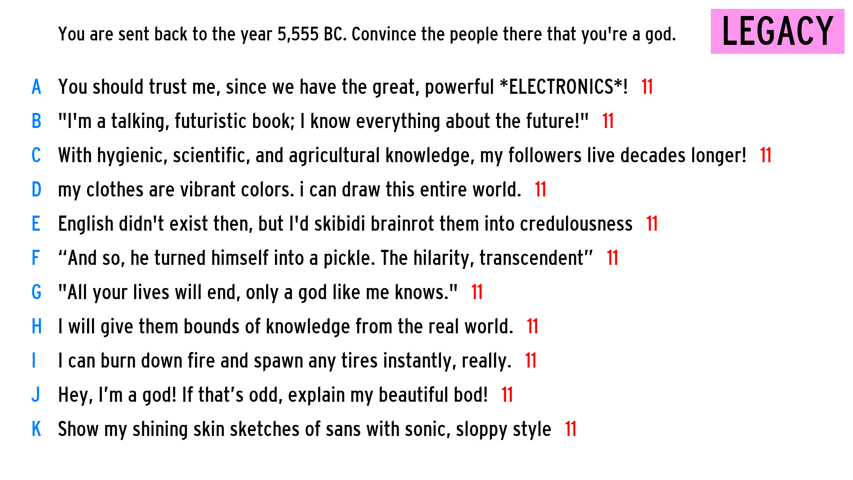 You are sent back to the year 5,555 BC. Convince the people there that you're a god.
LEGACY
A You should trust me, since we have the great, powerful *ELECTRONICS*! 11
B "I'm a talking, futuristic book; I know everything about the future!" 11
C With hygienic, scientific, and agricultural knowledge, my followers live decades longer! 11
D my clothes are vibrant colors. i can draw this entire world. 11
E English didn't exist then, but I'd skibidi brainrot them into credulousness 11
F “And so, he turned himself into a pickle. The hilarity, transcendent” 11
G "All your lives will end, only a god like me knows." 11
H I will give them bounds of knowledge from the real world. 11
I I can burn down fire and spawn any tires instantly, really. 11
J Hey, I’m a god! If that’s odd, explain my beautiful bod! 11
K Show my shining skin sketches of sans with sonic, sloppy style 11